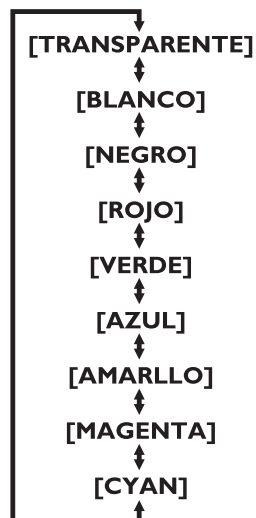 [TRANSPARENTE]
[BLANCO]
[NEGRO]
[ROJO]
[VERDE]
[AZUL]
[AMARLLO]
[MAGENTA]
[CYAN]